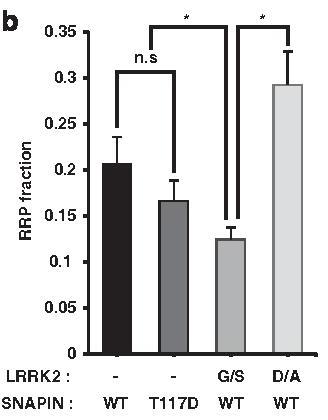 b
* *
n.s
0.35
0.3
0.25
0.2
0.15
0.1
0.05
0
RRP fraction
LRRK2 : - - G/S D/A
SNAPIN : WT T117D WT WT